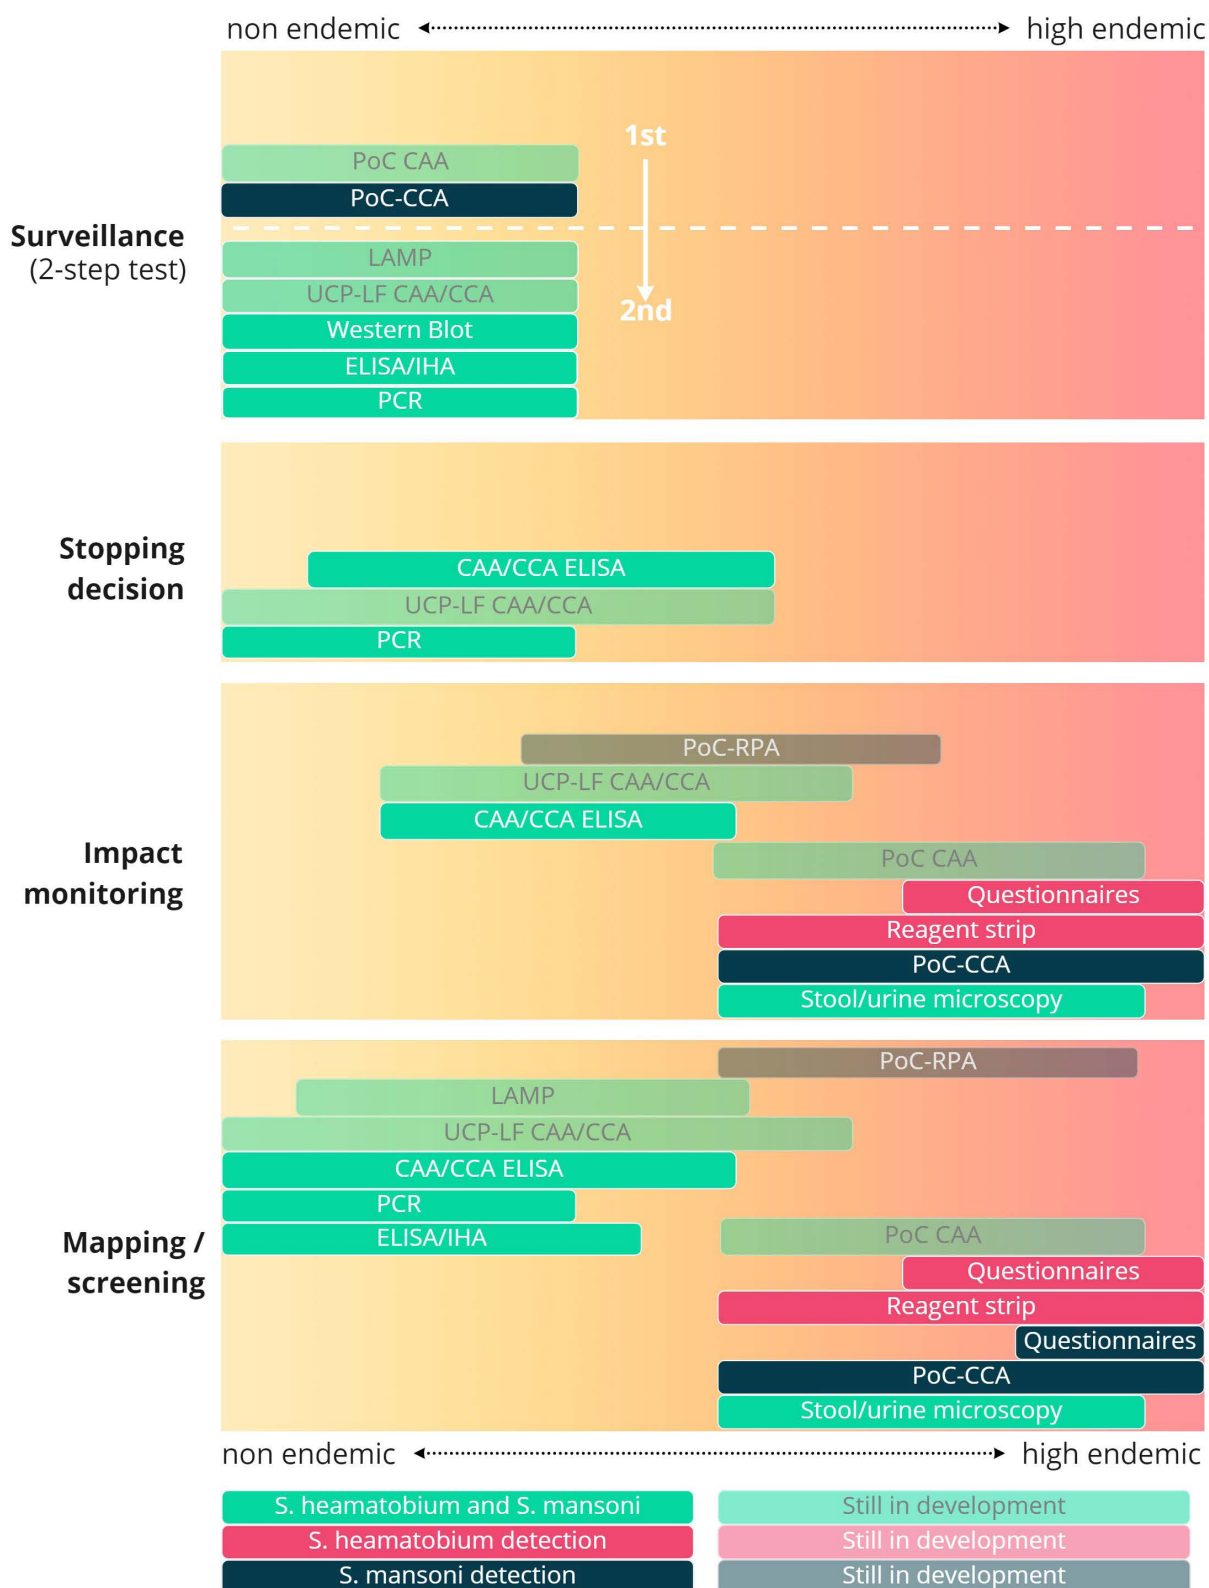 non endemic
high endemic
1st
PoC CAA
PoC-CCA
Surveillance
(2-step test)
LAMP
UCP-LF CAA/CCA
2nd
Western Blot
ELISA/IHA
PCR
Stopping
decision
CAA/CCA ELISA
UCP-LF CAA/CCA
PCR
Impact
monitoring
PoC-RPA
UCP-LF CAA/CCA
CAA/CCA ELISA
PoC CAA
Questionnaires
Reagent strip
PoC-CCA
Stool/urine microscopy
Mapping /
screening
PoC-RPA
LAMP
UCP-LF CAA/CCA
CAA/CCA ELISA
PCR
ELISA/IHA
PoC CAA
Questionnaires
Reagent strip
Questionnaires
PoC-CCA
Stool/urine microscopy
non endemic
high endemic
S. heamatobium and S. mansoni
Still in development
S. heamatobium detection
Still in development
S. mansoni detection
Still in development